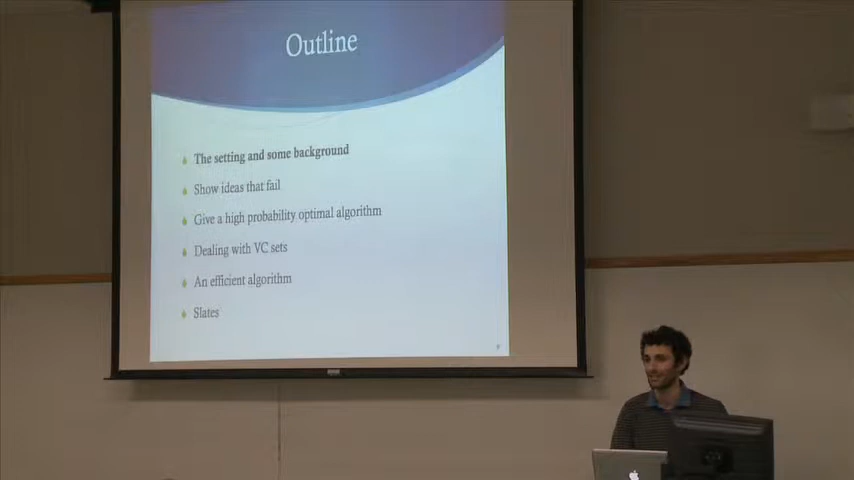 Outline
The setting and some background
Show ideas that fail
Give a high probability optimal algorithm
Dealing with VC sets
An efficient algorithm
Slates